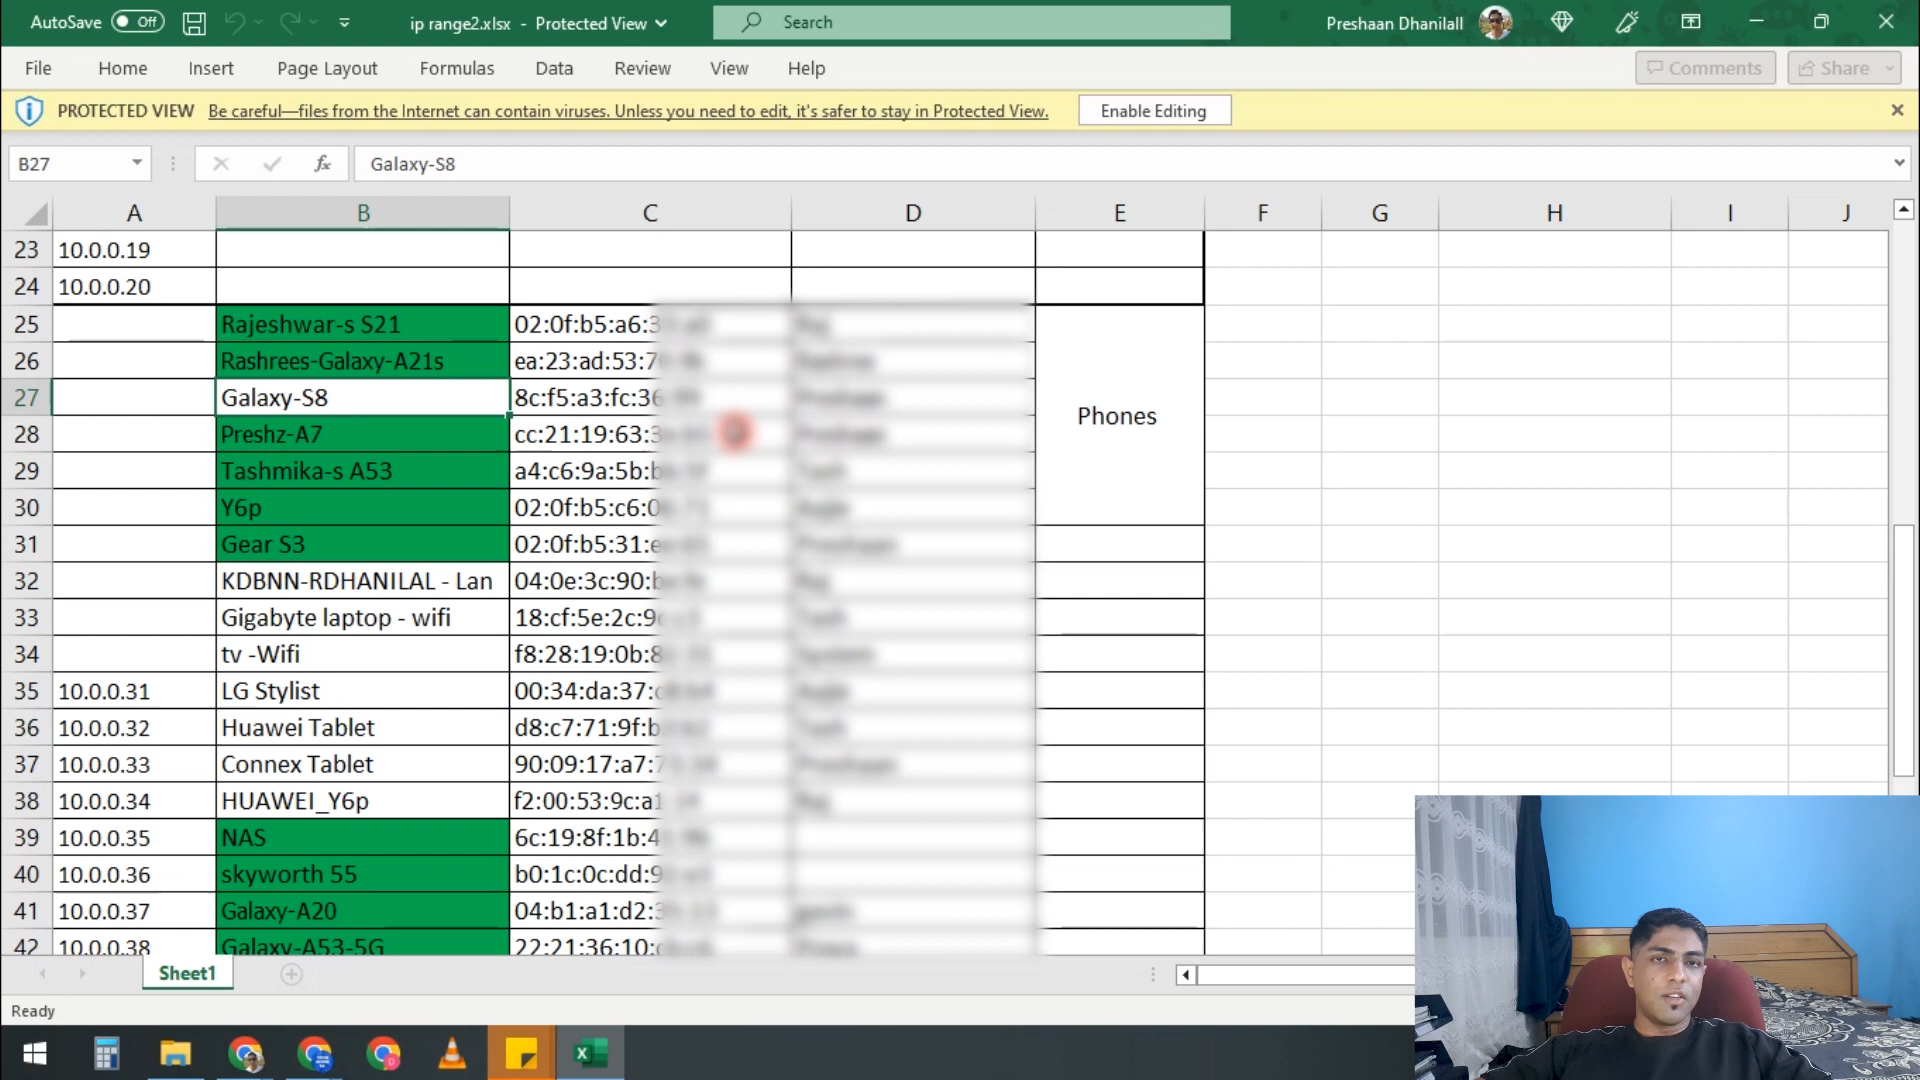 AutoSave Off ip range2.xlsx - Protected View Search Preshaan Dhanilall
File Home Insert Page Layout Formulas Data Review View Help Comments Share
PROTECTED VIEW Be careful—files from the Internet can contain viruses. Unless you need to edit, it's safer to stay in Protected View. Enable Editing
B27 fx Galaxy-S8
A B C D E F G H I J
23 10.0.0.19
24 10.0.0.20
25 Rajeshwar-s S21 02:0f:b5:a6:3
26 Rashrees-Galaxy-A21s ea:23:ad:53:7
27 Galaxy-S8 8c:f5:a3:fc:36
Phones
28 Preshz-A7 cc:21:19:63:3
29 Tashmika-s A53 a4:c6:9a:5b:b
30 Y6p 02:0f:b5:c6:0
31 Gear S3 02:0f:b5:31:e
32 KDBNN-RDHANILAL - Lan 04:0e:3c:90:b
33 Gigabyte laptop - wifi 18:cf:5e:2c:9
34 tv -Wifi f8:28:19:0b:8
35 10.0.0.31 LG Stylist 00:34:da:37:c
36 10.0.0.32 Huawei Tablet d8:c7:71:9f:b
37 10.0.0.33 Connex Tablet 90:09:17:a7:7
38 10.0.0.34 HUAWEI_Y6p f2:00:53:9c:a1
39 10.0.0.35 NAS 6c:19:8f:1b:4
40 10.0.0.36 skyworth 55 b0:1c:0c:dd:9
41 10.0.0.37 Galaxy-A20 04:b1:a1:d2:3
42 10.0.0.38 Galaxy-A53-5G 22:21:36:10:
Sheet1
Ready